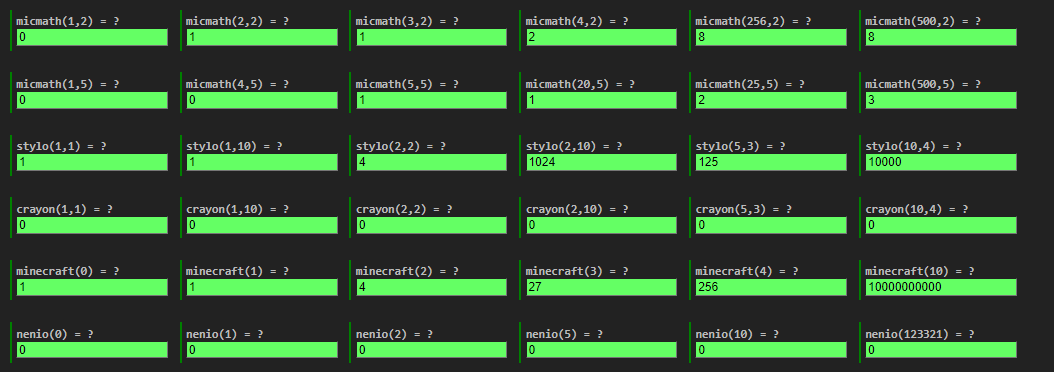 micmath(1,2) = ? micmath(2,2) = ? micmath(3,2) = ? micmath(4,2) = ? micmath(256,2) = ? micmath(500,2) = ?
0 1 1 2 8 8
micmath(1,5) = ? micmath(4,5) = ? micmath(5,5) = ? micmath(20,5) = ? micmath(25,5) = ? micmath(500,5) = ?
0 0 1 1 2 3
stylo(1,1) = ? stylo(1,10) = ? stylo(2,2) = ? stylo(2,10) = ? stylo(5,3) = ? stylo(10,4) = ?
1 1 4 1024 125 10000
crayon(1,1) = ? crayon(1,10) = ? crayon(2,2) = ? crayon(2,10) = ? crayon(5,3) = ? crayon(10,4) = ?
0 0 0 0 0 0
minecraft(0) = ? minecraft(1) = ? minecraft(2) = ? minecraft(3) = ? minecraft(4) = ? minecraft(10) = ?
1 1 4 27 256 10000000000
nenio(0) = ? nenio(1) = ? nenio(2) = ? nenio(5) = ? nenio(10) = ? nenio(123321) = ?
0 0 0 0 0 0